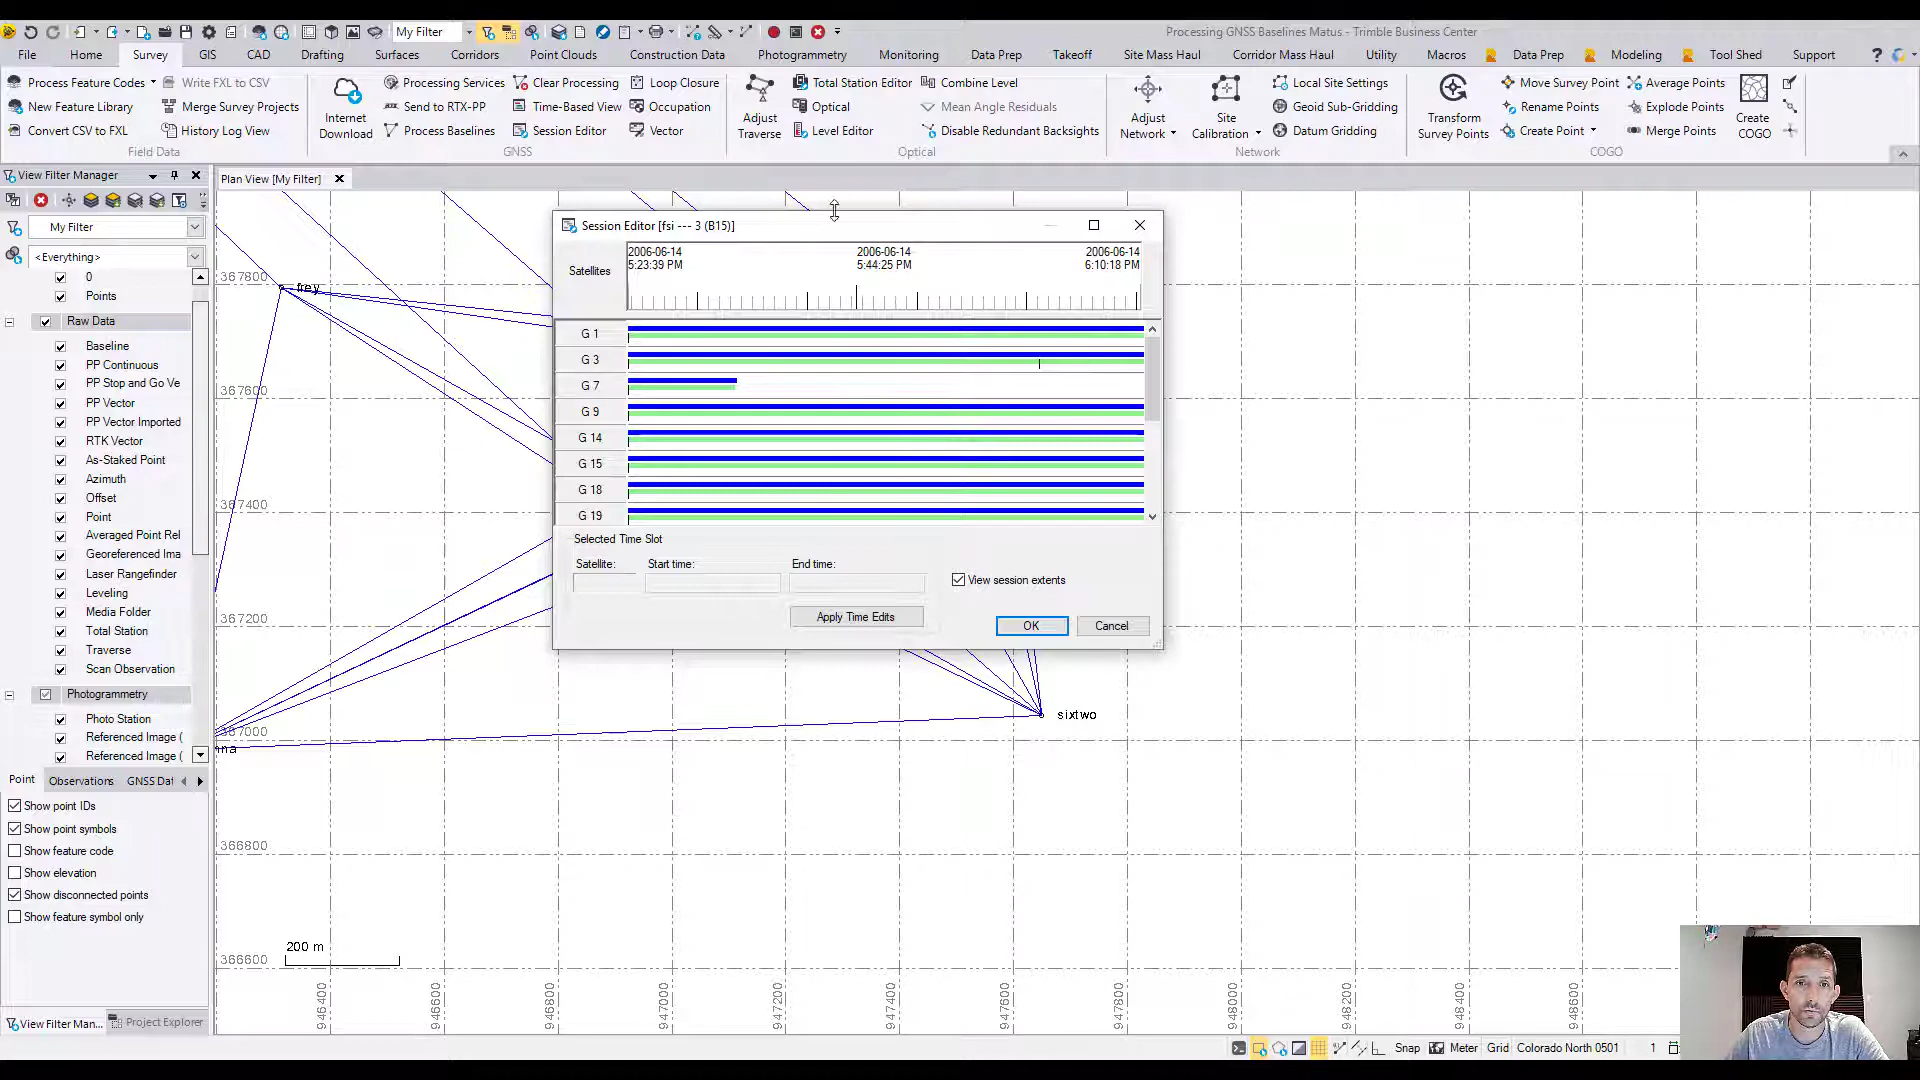 My Filter
Processing GNSS Baselines Matus - Trimble Business Center
File Home Survey GIS CAD Drafting Surfaces Corridors Point Clouds Construction Data Photogrammetry Monitoring Data Prep Takeoff Site Mass Haul Corridor Mass Haul Utility Macros Data Prep Modeling Tool Shed Support
Process Feature Codes Write FXL to CSV Processing Services Clear Processing Loop Closure Total Station Editor Combine Level Local Site Settings Move Survey Point Average Points
New Feature Library Merge Survey Projects Send to RTX-PP Time-Based View Occupation Optical Mean Angle Residuals Geoid Sub-Gridding Rename Points Explode Points
Convert CSV to FXL History Log View Process Baselines Session Editor Vector Level Editor Disable Redundant Backsights Datum Gridding Create Point Merge Points
Internet Download
Adjust Traverse
Adjust Network
Site Calibration
Transform Survey Points
Create COGO
Field Data GNSS Optical Network COGO
View Filter Manager
Plan View [My Filter]
My Filter
<Everything>
0
Points
Raw Data
Baseline
PP Continuous
PP Stop and Go Ve
PP Vector
PP Vector Imported
RTK Vector
As-Staked Point
Azimuth
Offset
Point
Averaged Point Rel
Georeferenced Ima
Laser Rangefinder
Leveling
Media Folder
Total Station
Traverse
Scan Observation
Photogrammetry
Photo Station
Referenced Image (
Referenced Image (
Point Observations GNSS Dat
Show point IDs
Show point symbols
Show feature code
Show elevation
Show disconnected points
Show feature symbol only
View Filter Man... Project Explorer
367800
frey
367600
367400
367200
367000
366800
366600
sixtwo
200 m
946400 946600 946800 947000 947200 947400 947600 947800 948000 948200 948400 948600
Session Editor [fsi --- 3 (B15)]
Satellites
2006-06-14 2006-06-14 2006-06-14
5:23:39 PM 5:44:25 PM 6:10:18 PM
G 1
G 3
G 7
G 9
G 14
G 15
G 18
G 19
Selected Time Slot
Satellite: Start time: End time:
View session extents
Apply Time Edits
OK Cancel
Snap Meter Grid Colorado North 0501 1